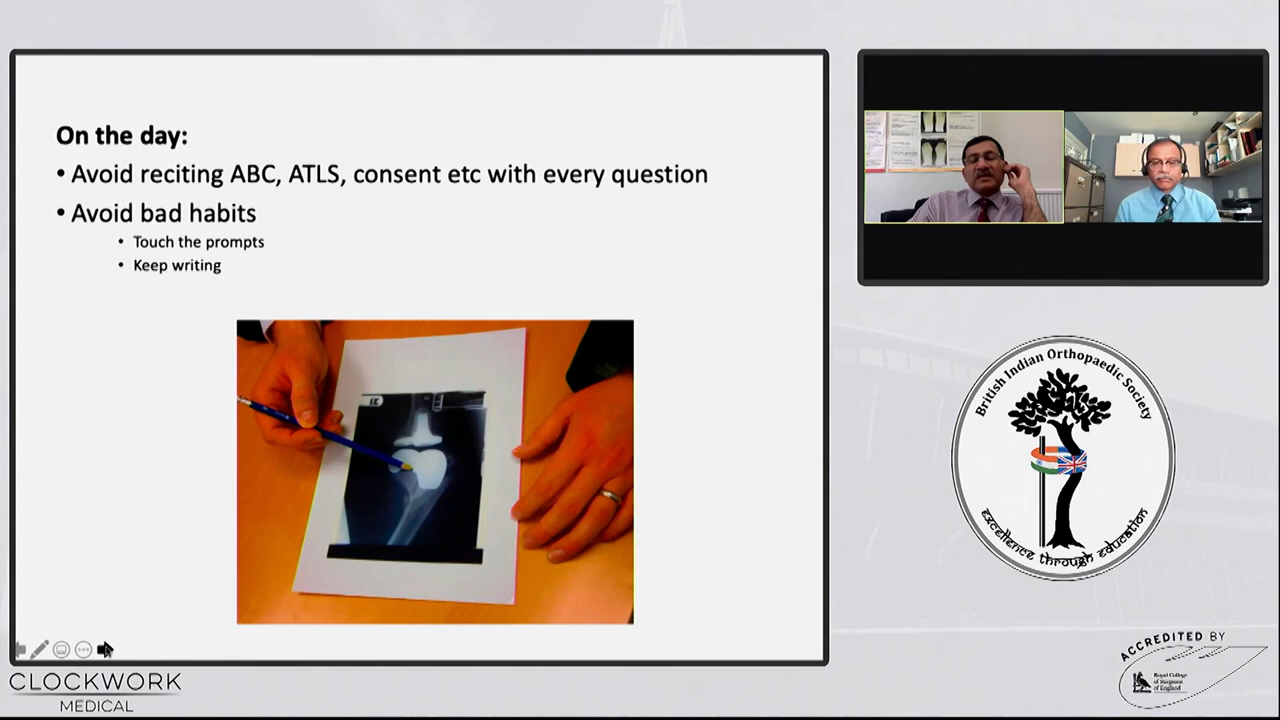 On the day:
• Avoid reciting ABC, ATLS, consent etc with every question
• Avoid bad habits
• Touch the prompts
• Keep writing
British Indian Orthopaedic Society
excellence through education
CLOCKWORK
MEDICAL
ACCREDITED BY
Royal College
of Surgeons
of England